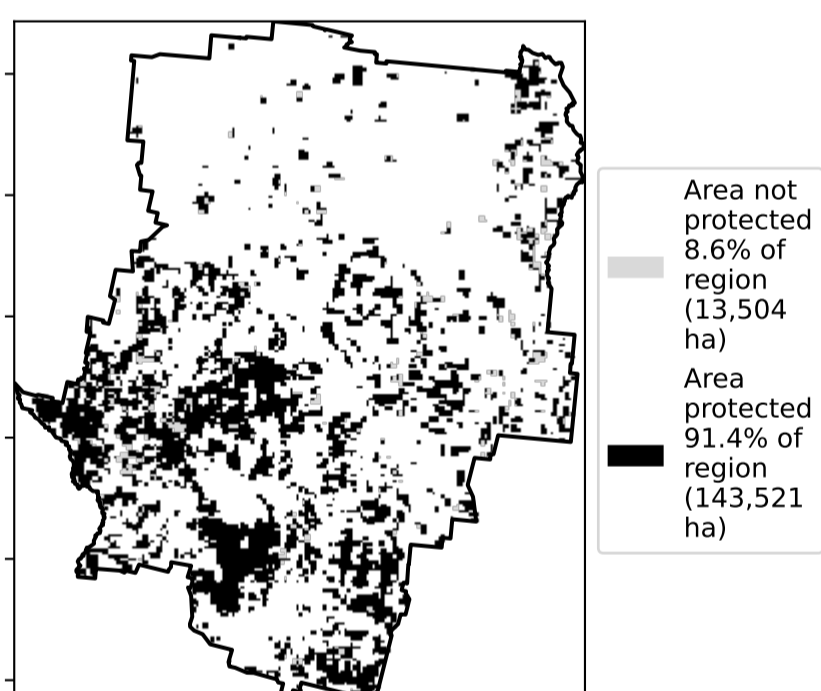 Area not
protected
8.6% of
region
(13,504
ha)
Area
protected
91.4% of
region
(143,521
ha)